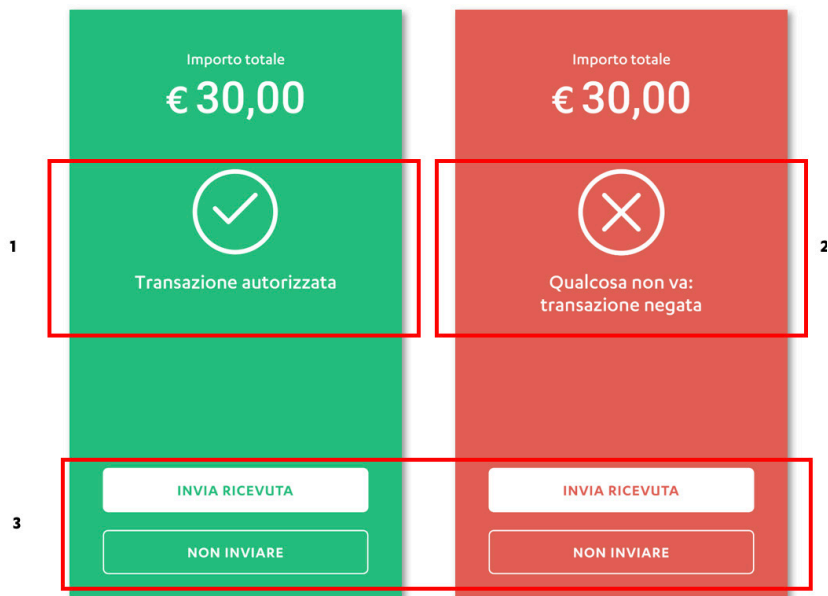 Importo totale
€ 30,00
Transazione autorizzata
INVIA RICEVUTA
NON INVIARE
Importo totale
€ 30,00
Qualcosa non va:
transazione negata
INVIA RICEVUTA
NON INVIARE
1
2
3